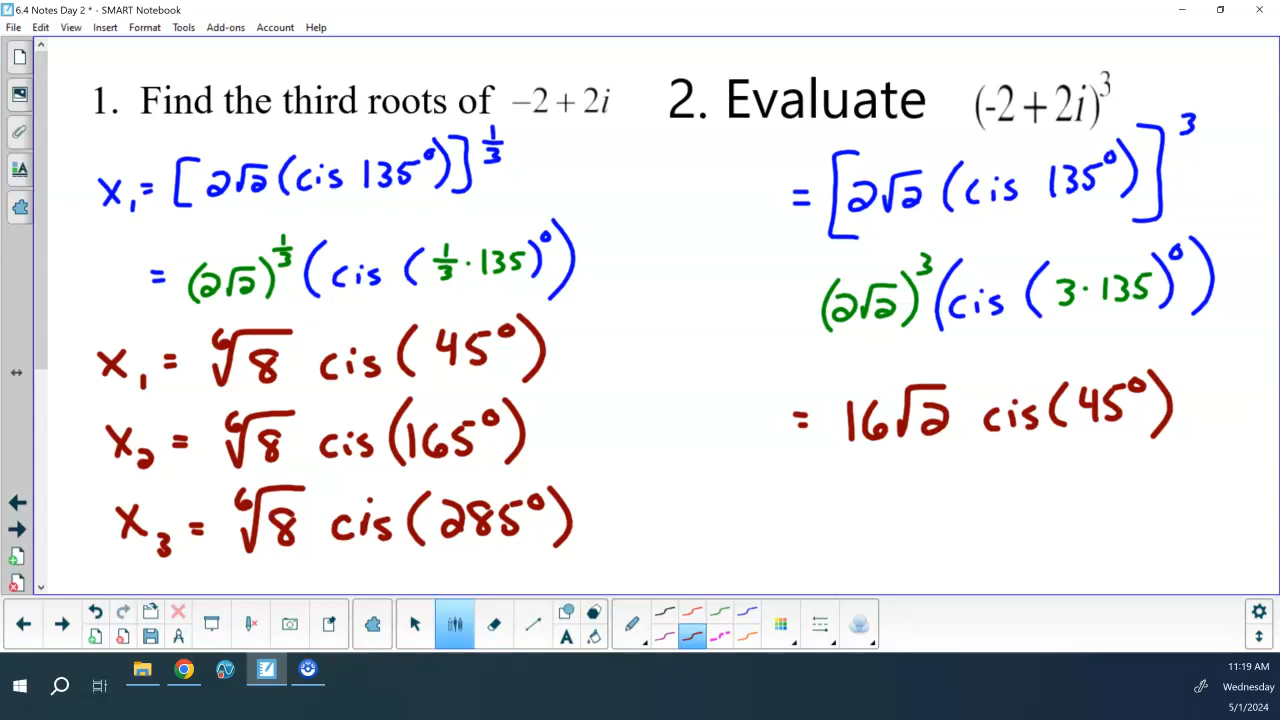 6.4 Notes Day 2 * - SMART Notebook
File Edit View Insert Format Tools Add-ons Account Help
1. Find the third roots of −2 + 2i
x₁ = [2√2 (cis 135°)]^(1/3)
= (2√2)^(1/3) (cis (1/3 · 135)°)
x₁ = ⁶√8 cis(45°)
x₂ = ⁶√8 cis(165°)
x₃ = ⁶√8 cis(285°)
2. Evaluate (-2 + 2i)³
= [2√2 (cis 135°)]³
(2√2)³ (cis (3 · 135)°)
= 16√2 cis(45°)
A
11:19 AM
Wednesday
5/1/2024